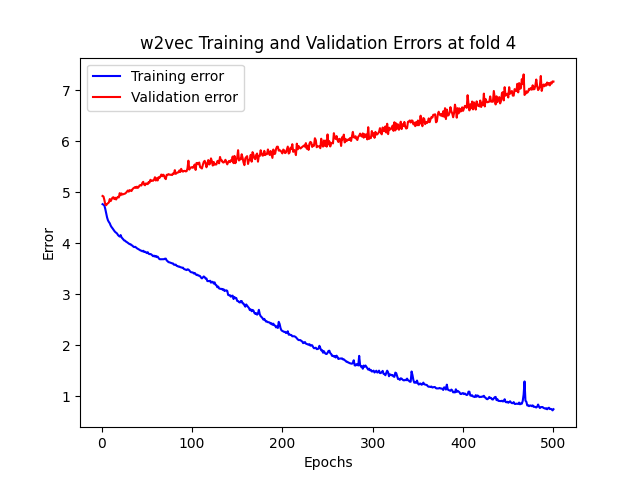 w2vec Training and Validation Errors at fold 4
Training error
Validation error
7
6
5
4
3
2
1
Error
0 100 200 300 400 500
Epochs